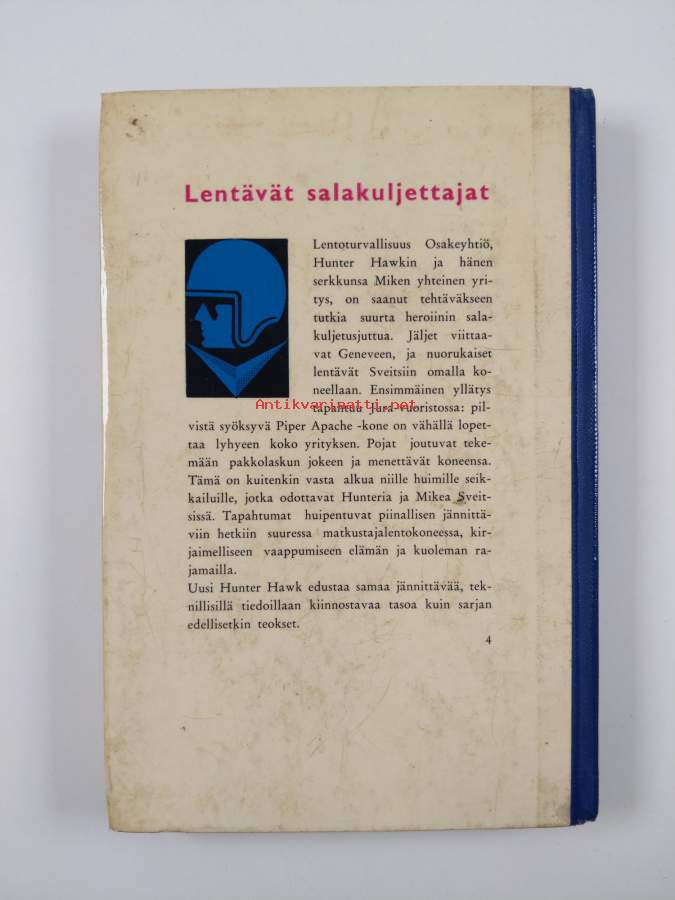 Lentävät salakuljettajat
Lentoturvallisuus Osakeyhtiö,
Hunter Hawkin ja hänen
serkkunsa Miken yhteinen yri-
tys, on saanut tehtäväkseen
tutkia suurta heroiinin sala-
kuljetusjuttua. Jäljet viittaa-
vat Geneveen, ja nuorukaiset
lentävät Sveitsiin omalla ko-
neellaan. Ensimmäinen yllätys
Antikvariaatti.net
tapahtuu Jura-vuoristossa: pil-
vistä syöksyvä Piper Apache -kone on vähällä lopet-
taa lyhyeen koko yrityksen. Pojat joutuvat teke-
mään pakkolaskun jokeen ja menettävät koneensa.
Tämä on kuitenkin vasta alkua niille huimille seik-
kailuille, jotka odottavat Hunteria ja Mikea Sveit-
sissä. Tapahtumat huipentuvat piinallisen jännittä-
viin hetkiin suuressa matkustajalentokoneessa, kir-
jaimelliseen vaappumiseen elämän ja kuoleman ra-
jamailla.
Uusi Hunter Hawk edustaa samaa jännittävää, tek-
nillisillä tiedoillaan kiinnostavaa tasoa kuin sarjan
edellisetkin teokset.
4